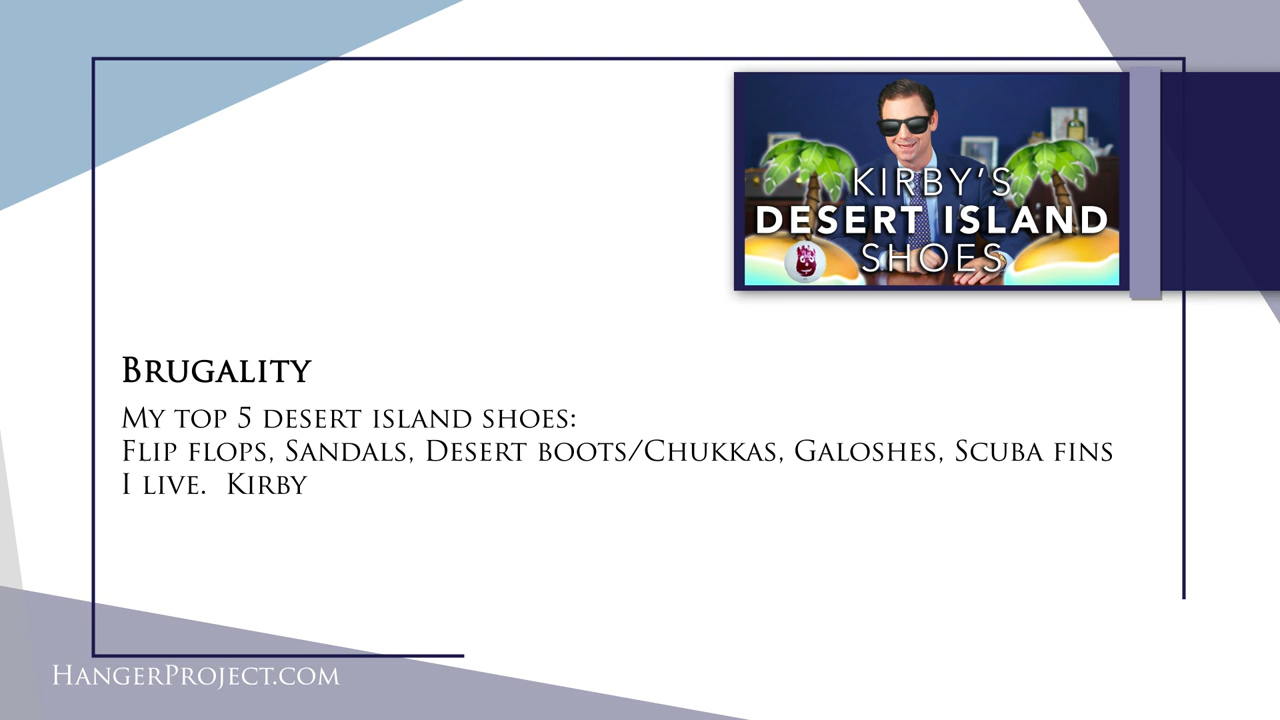 KIRBY'S
DESERT ISLAND
SHOES
Brugality
My top 5 desert island shoes:
Flip flops, Sandals, Desert boots/Chukkas, Galoshes, Scuba fins
I live.  Kirby
HangerProject.com